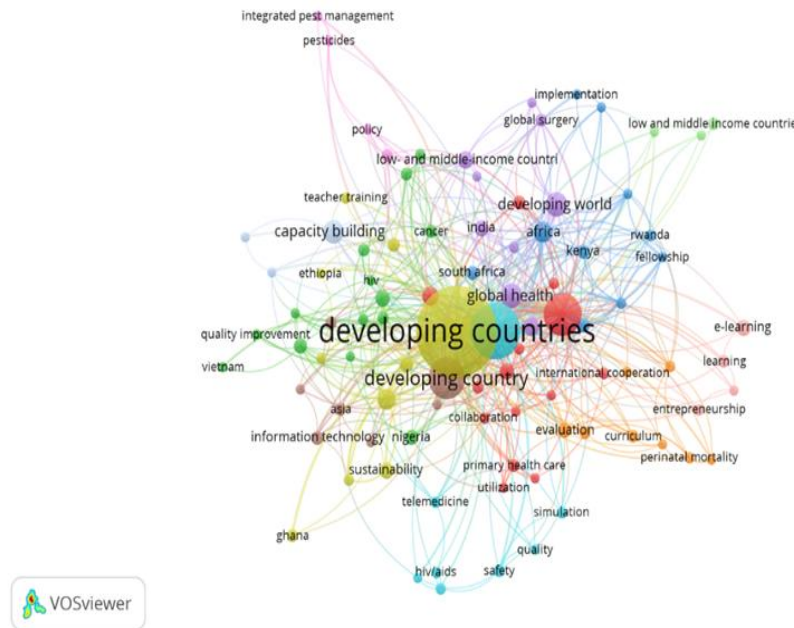 integrated pest management
pesticides
implementation
global surgery
low and middle income countrie
policy
low- and middle-income countri
teacher training
developing world
capacity building
cancer
india
africa
rwanda
kenya
fellowship
south africa
ethiopia
hiv
global health
developing countries
e-learning
quality improvement
learning
vietnam
developing country
international cooperation
asia
collaboration
entrepreneurship
information technology
nigeria
evaluation
curriculum
perinatal mortality
sustainability
primary health care
utilization
telemedicine
simulation
ghana
quality
hiv/aids
safety
VOSviewer